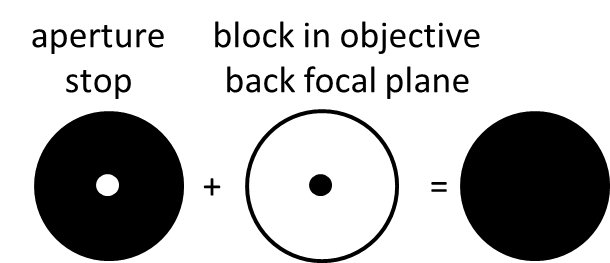 aperture
stop
block in objective
back focal plane
+ =